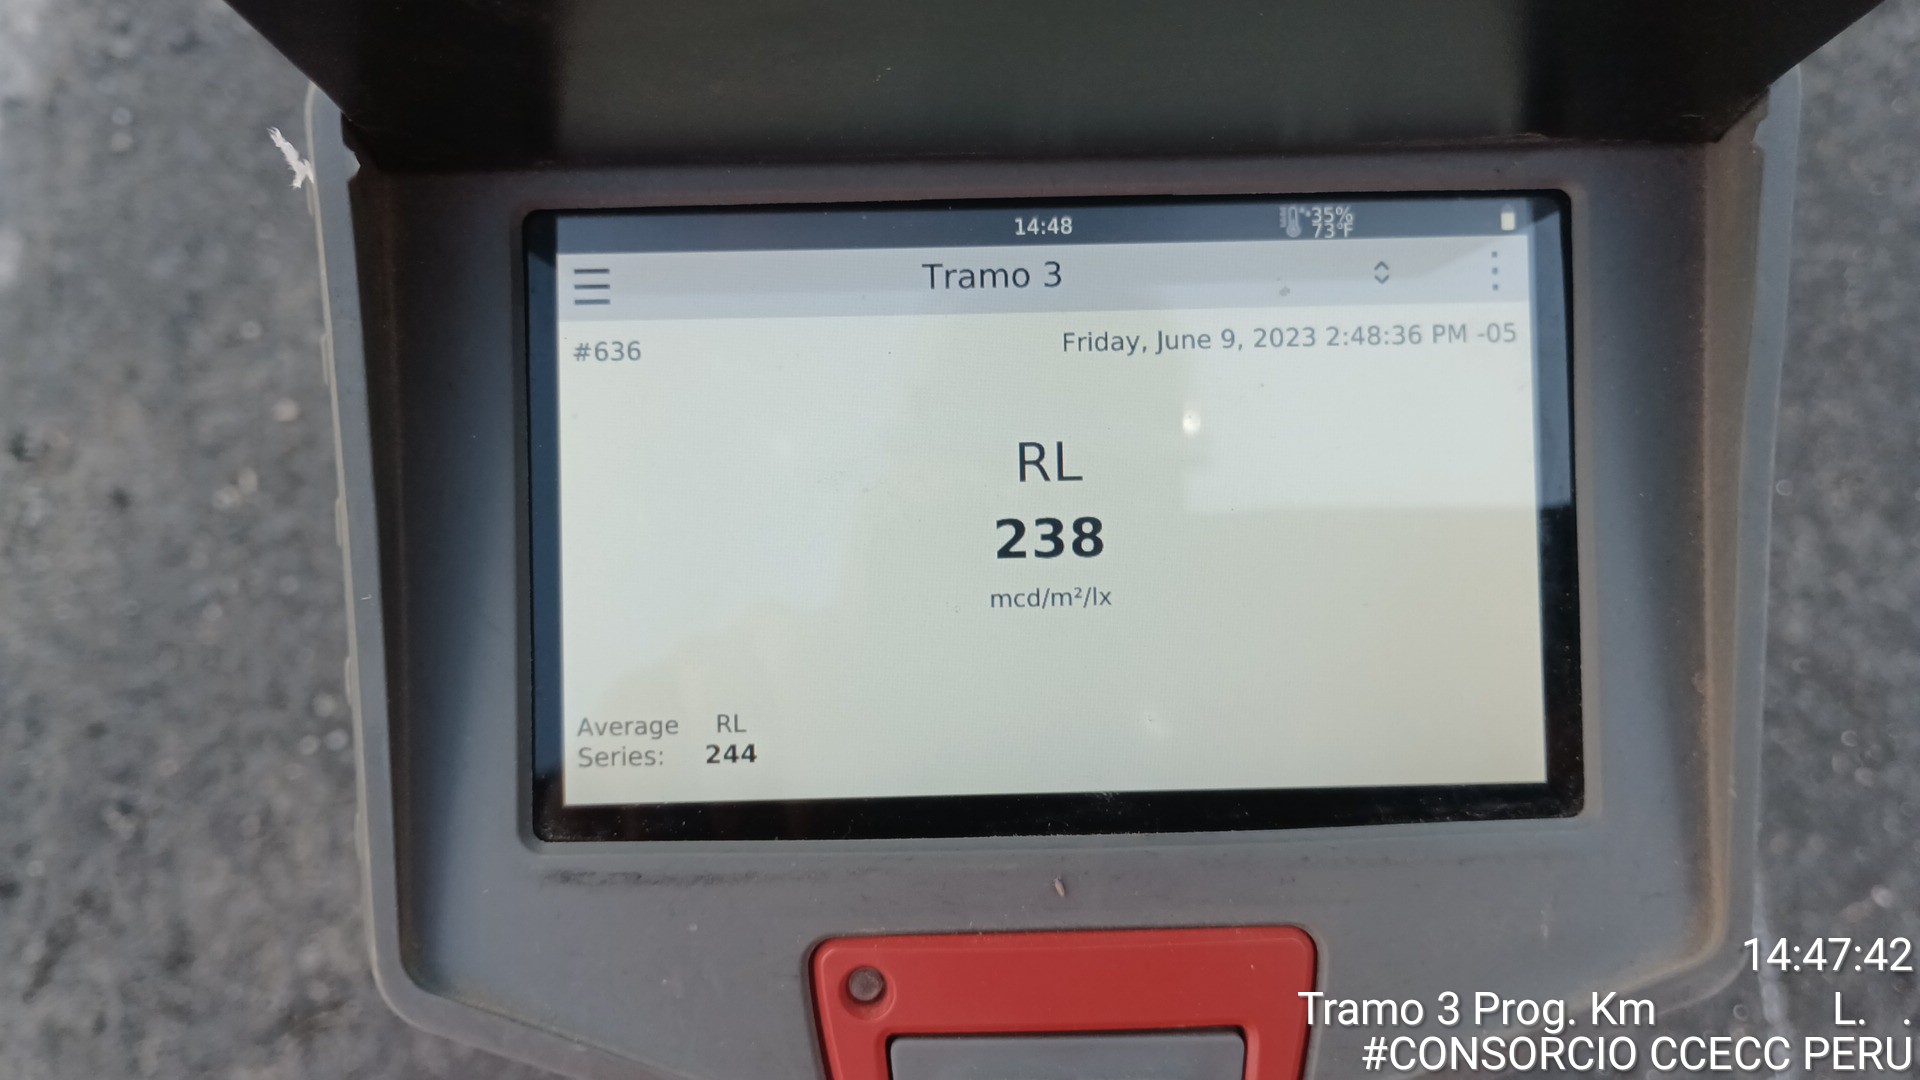 14:48
35%
73°F
Tramo 3
#636
Friday, June 9, 2023 2:48:36 PM -05
RL
238
mcd/m²/lx
Average RL
Series: 244
14:47:42
Tramo 3 Prog. Km L. .
#CONSORCIO CCECC PERU